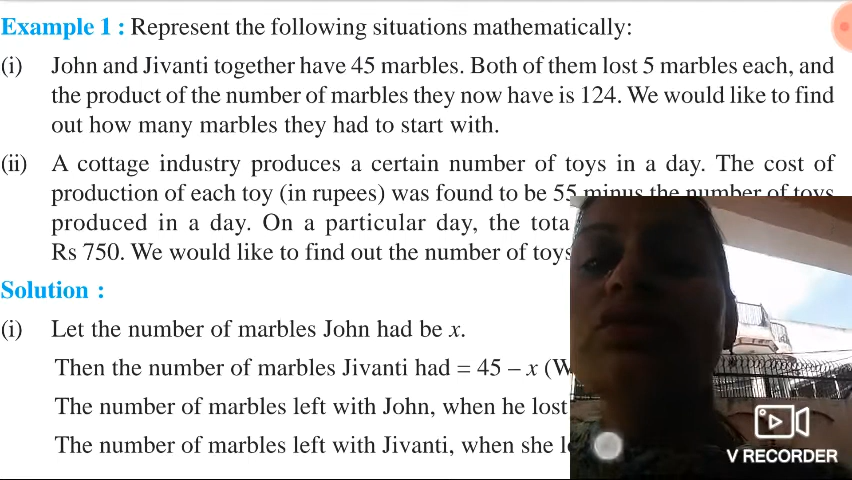 Example 1 : Represent the following situations mathematically:
(i) John and Jivanti together have 45 marbles. Both of them lost 5 marbles each, and
the product of the number of marbles they now have is 124. We would like to find
out how many marbles they had to start with.
(ii) A cottage industry produces a certain number of toys in a day. The cost of
production of each toy (in rupees) was found to be 55 minus the number of toys
produced in a day. On a particular day, the tota
Rs 750. We would like to find out the number of toys
Solution :
(i) Let the number of marbles John had be x.
Then the number of marbles Jivanti had = 45 – x (W
The number of marbles left with John, when he lost
The number of marbles left with Jivanti, when she l
V RECORDER